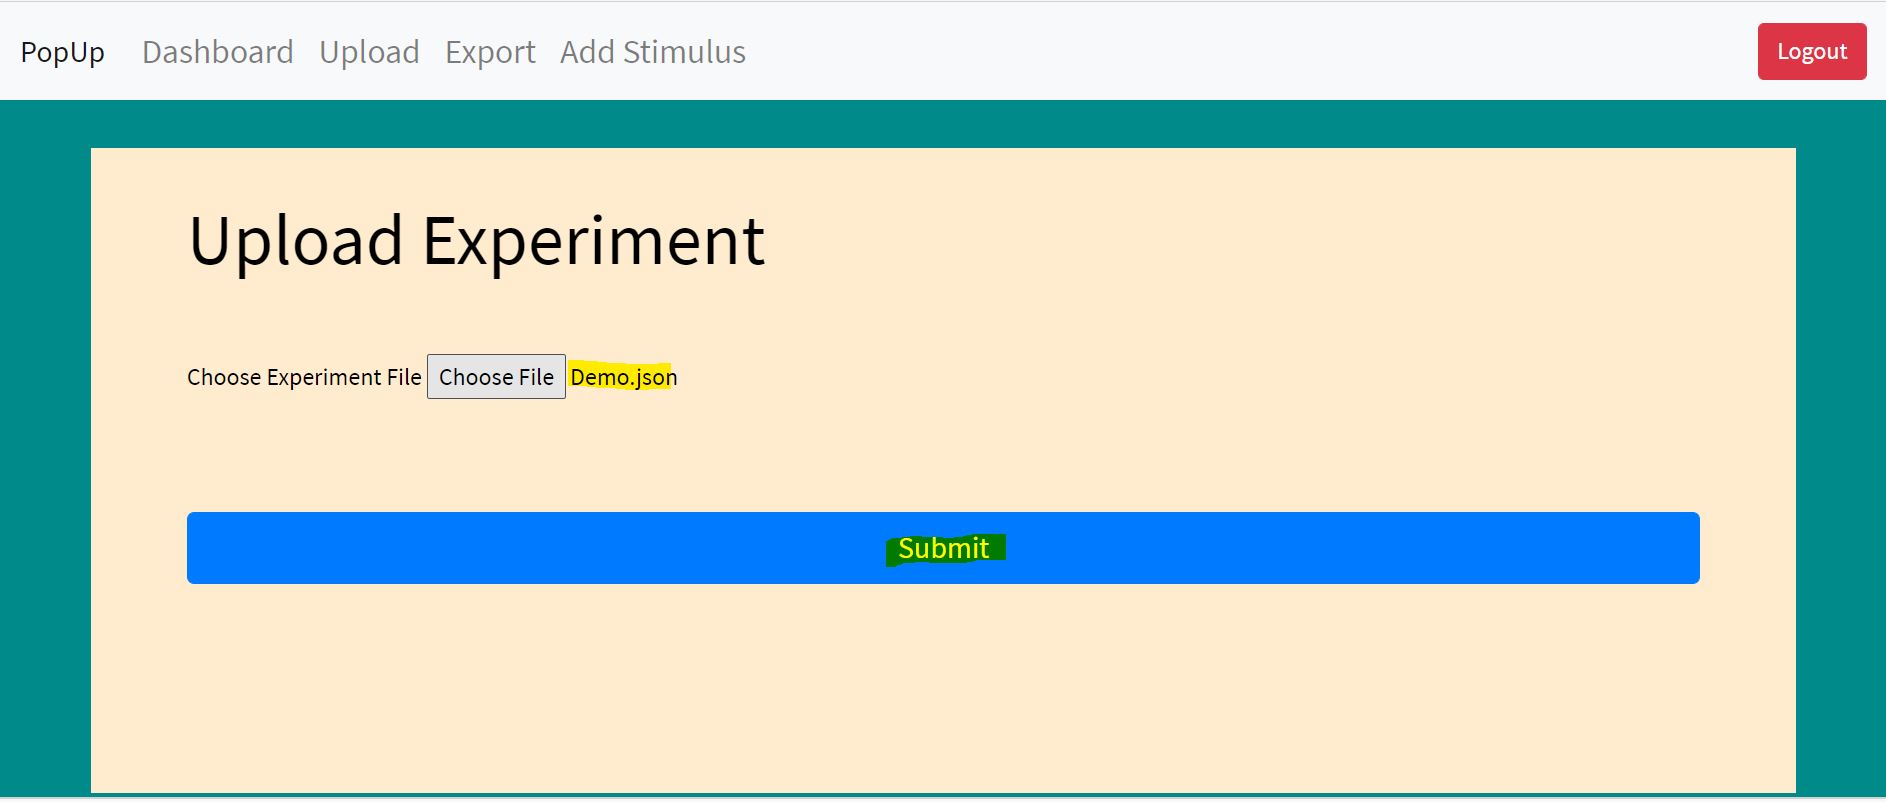 PopUp Dashboard Upload Export Add Stimulus Logout
Upload Experiment
Choose Experiment File Choose File Demo.json
Submit